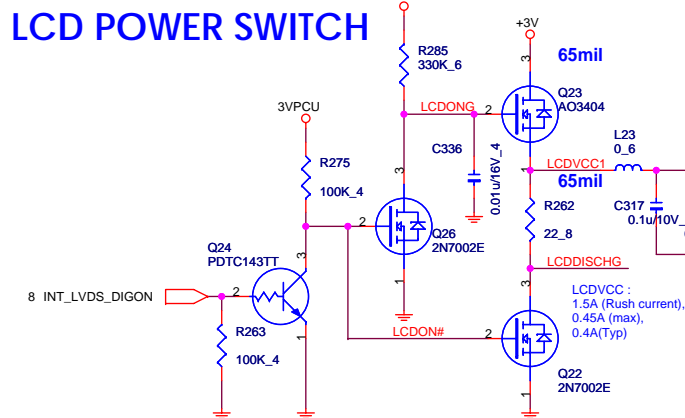 LCD POWER SWITCH
+3V
3
65mil
R285
330K_6
Q23
AO3404
3VPCU
LCDONG
2
L23
0_6
C336
0.01u/16V_4
1
LCDVCC1
65mil
R275
100K_4
3
2
Q26
2N7002E
1
R262
22_8
C317
0.1u/10V_
Q24
PDTC143TT
3
LCDDISCHG
8 INT_LVDS_DIGON
2
3
LCDVCC :
1.5A (Rush current),
0.45A (max),
0.4A(Typ)
R263
100K_4
1
LCDON#
2
Q22
2N7002E
1